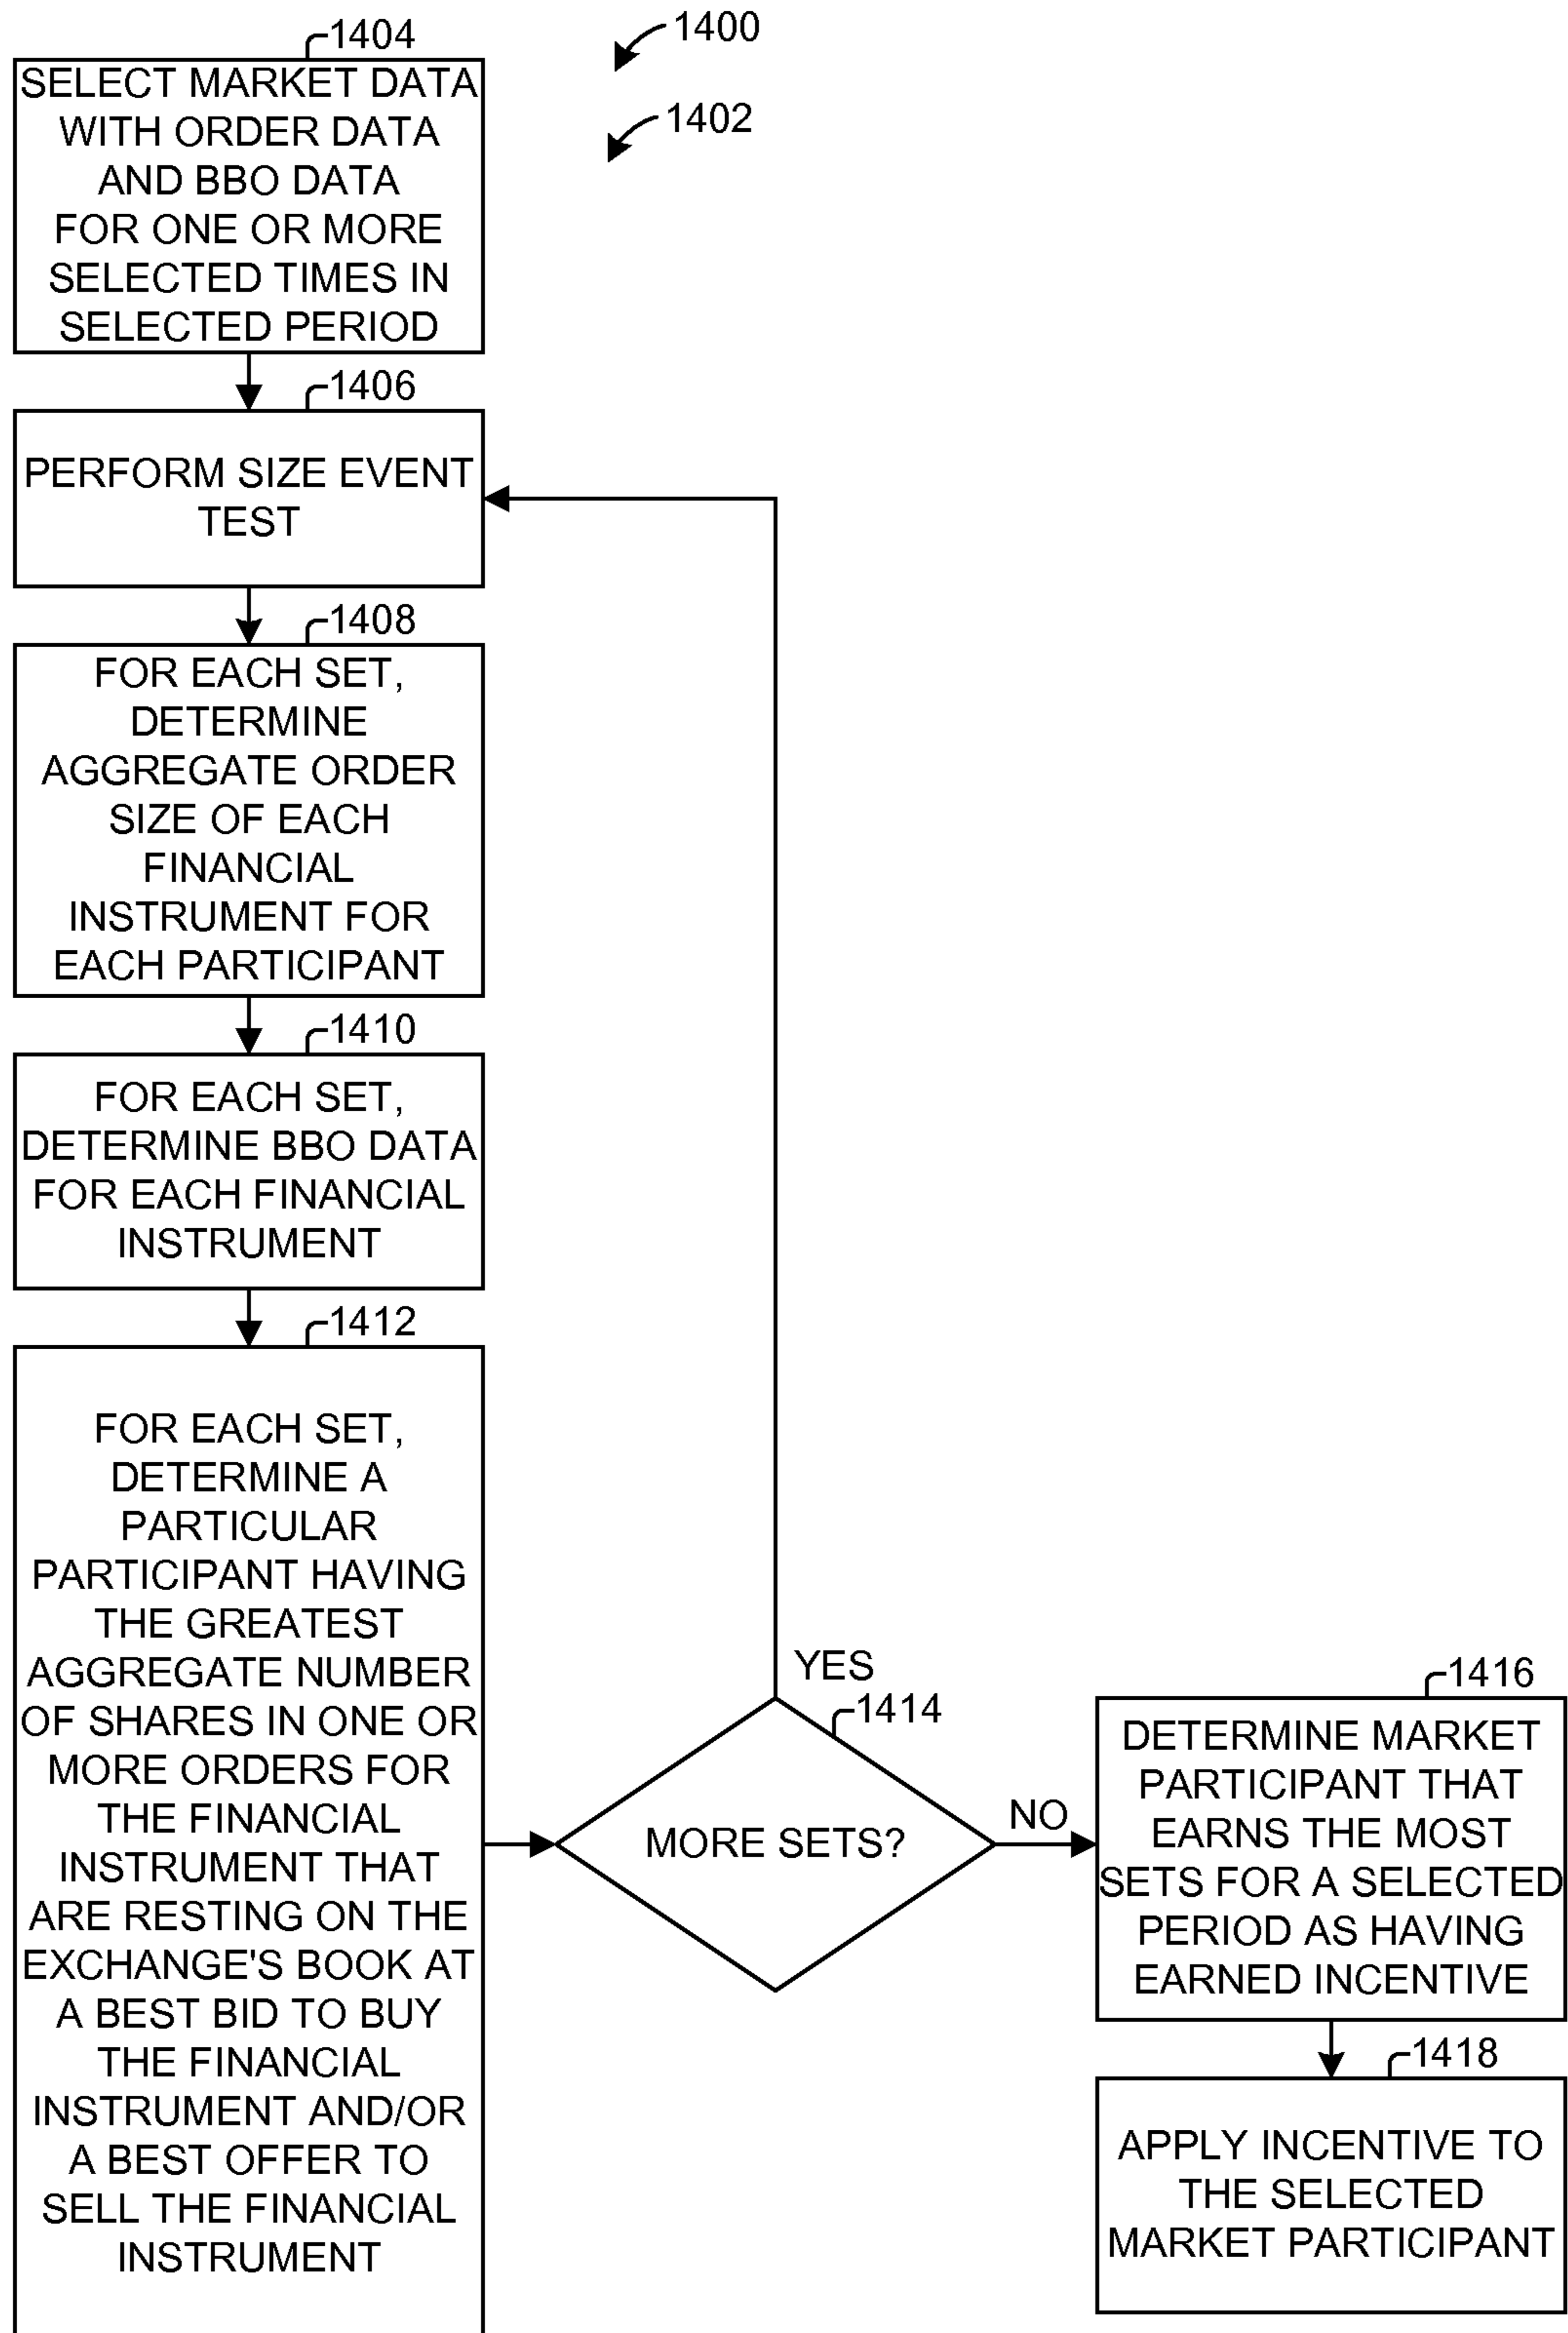 1400
1402
1404
SELECT MARKET DATA
WITH ORDER DATA
AND BBO DATA
FOR ONE OR MORE
SELECTED TIMES IN
SELECTED PERIOD
1406
PERFORM SIZE EVENT
TEST
1408
FOR EACH SET,
DETERMINE
AGGREGATE ORDER
SIZE OF EACH
FINANCIAL
INSTRUMENT FOR
EACH PARTICIPANT
1410
FOR EACH SET,
DETERMINE BBO DATA
FOR EACH FINANCIAL
INSTRUMENT
1412
FOR EACH SET,
DETERMINE A
PARTICULAR
PARTICIPANT HAVING
THE GREATEST
AGGREGATE NUMBER
OF SHARES IN ONE OR
MORE ORDERS FOR
THE FINANCIAL
INSTRUMENT THAT
ARE RESTING ON THE
EXCHANGE'S BOOK AT
A BEST BID TO BUY
THE FINANCIAL
INSTRUMENT AND/OR
A BEST OFFER TO
SELL THE FINANCIAL
INSTRUMENT
YES
1414
MORE SETS?
NO
1416
DETERMINE MARKET
PARTICIPANT THAT
EARNS THE MOST
SETS FOR A SELECTED
PERIOD AS HAVING
EARNED INCENTIVE
1418
APPLY INCENTIVE TO
THE SELECTED
MARKET PARTICIPANT